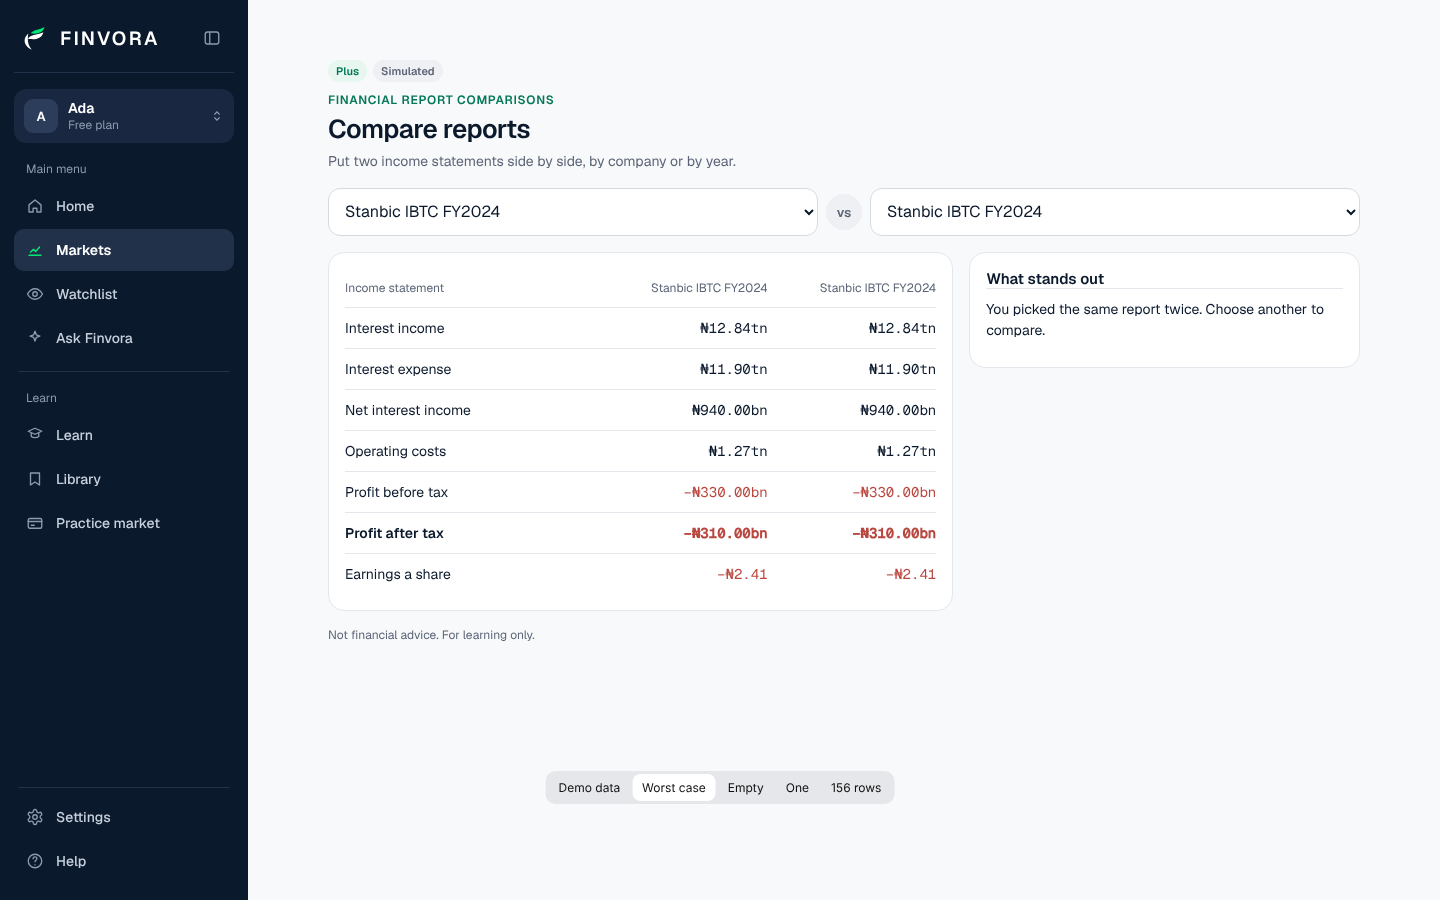 FINVORA
A
Ada
Free plan
Main menu
Home
Markets
Watchlist
Ask Finvora
Learn
Learn
Library
Practice market
Settings
Help
Plus
Simulated
FINANCIAL REPORT COMPARISONS
Compare reports
Put two income statements side by side, by company or by year.
Stanbic IBTC FY2024
vs
Stanbic IBTC FY2024
Income statement Stanbic IBTC FY2024 Stanbic IBTC FY2024
Interest income ₦12.84tn ₦12.84tn
Interest expense ₦11.90tn ₦11.90tn
Net interest income ₦940.00bn ₦940.00bn
Operating costs ₦1.27tn ₦1.27tn
Profit before tax −₦330.00bn −₦330.00bn
Profit after tax −₦310.00bn −₦310.00bn
Earnings a share −₦2.41 −₦2.41
What stands out
You picked the same report twice. Choose another to
compare.
Not financial advice. For learning only.
Demo data Worst case Empty One 156 rows